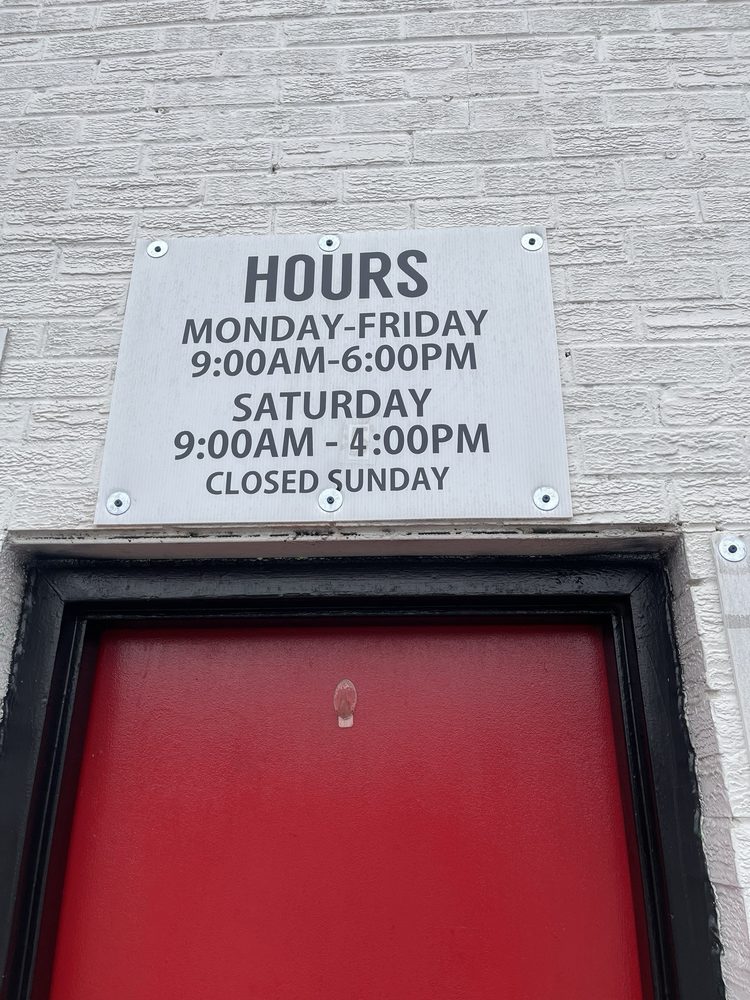 HOURS
MONDAY-FRIDAY
9:00AM-6:00PM
SATURDAY
9:00AM - 4:00PM
CLOSED SUNDAY